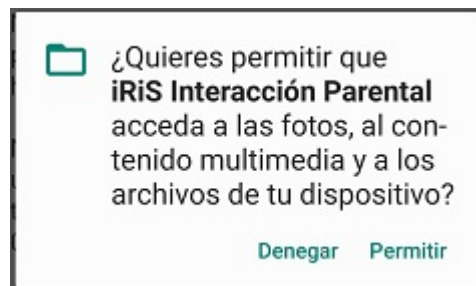 ¿Quieres permitir que
iRiS Interacción Parental
acceda a las fotos, al con-
tenido multimedia y a los
archivos de tu dispositivo?
Denegar Permitir